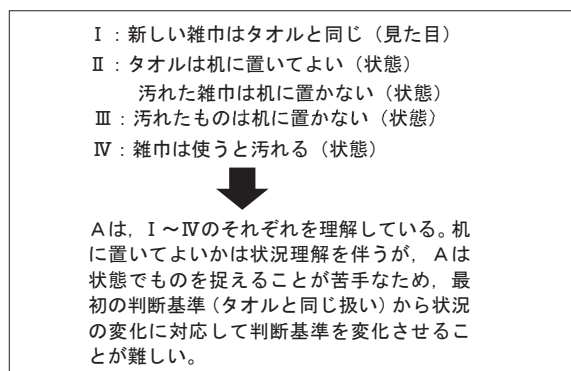 Ⅰ：新しい雑巾はタオルと同じ（見た目）
Ⅱ：タオルは机に置いてよい（状態）
汚れた雑巾は机に置かない（状態）
Ⅲ：汚れたものは机に置かない（状態）
Ⅳ：雑巾は使うと汚れる（状態）
Ａは，Ⅰ～Ⅳのそれぞれを理解している。机
に置いてよいかは状況理解を伴うが，Ａは
状態でものを捉えることが苦手なため，最
初の判断基準（タオルと同じ扱い）から状況
の変化に対応して判断基準を変化させるこ
とが難しい。